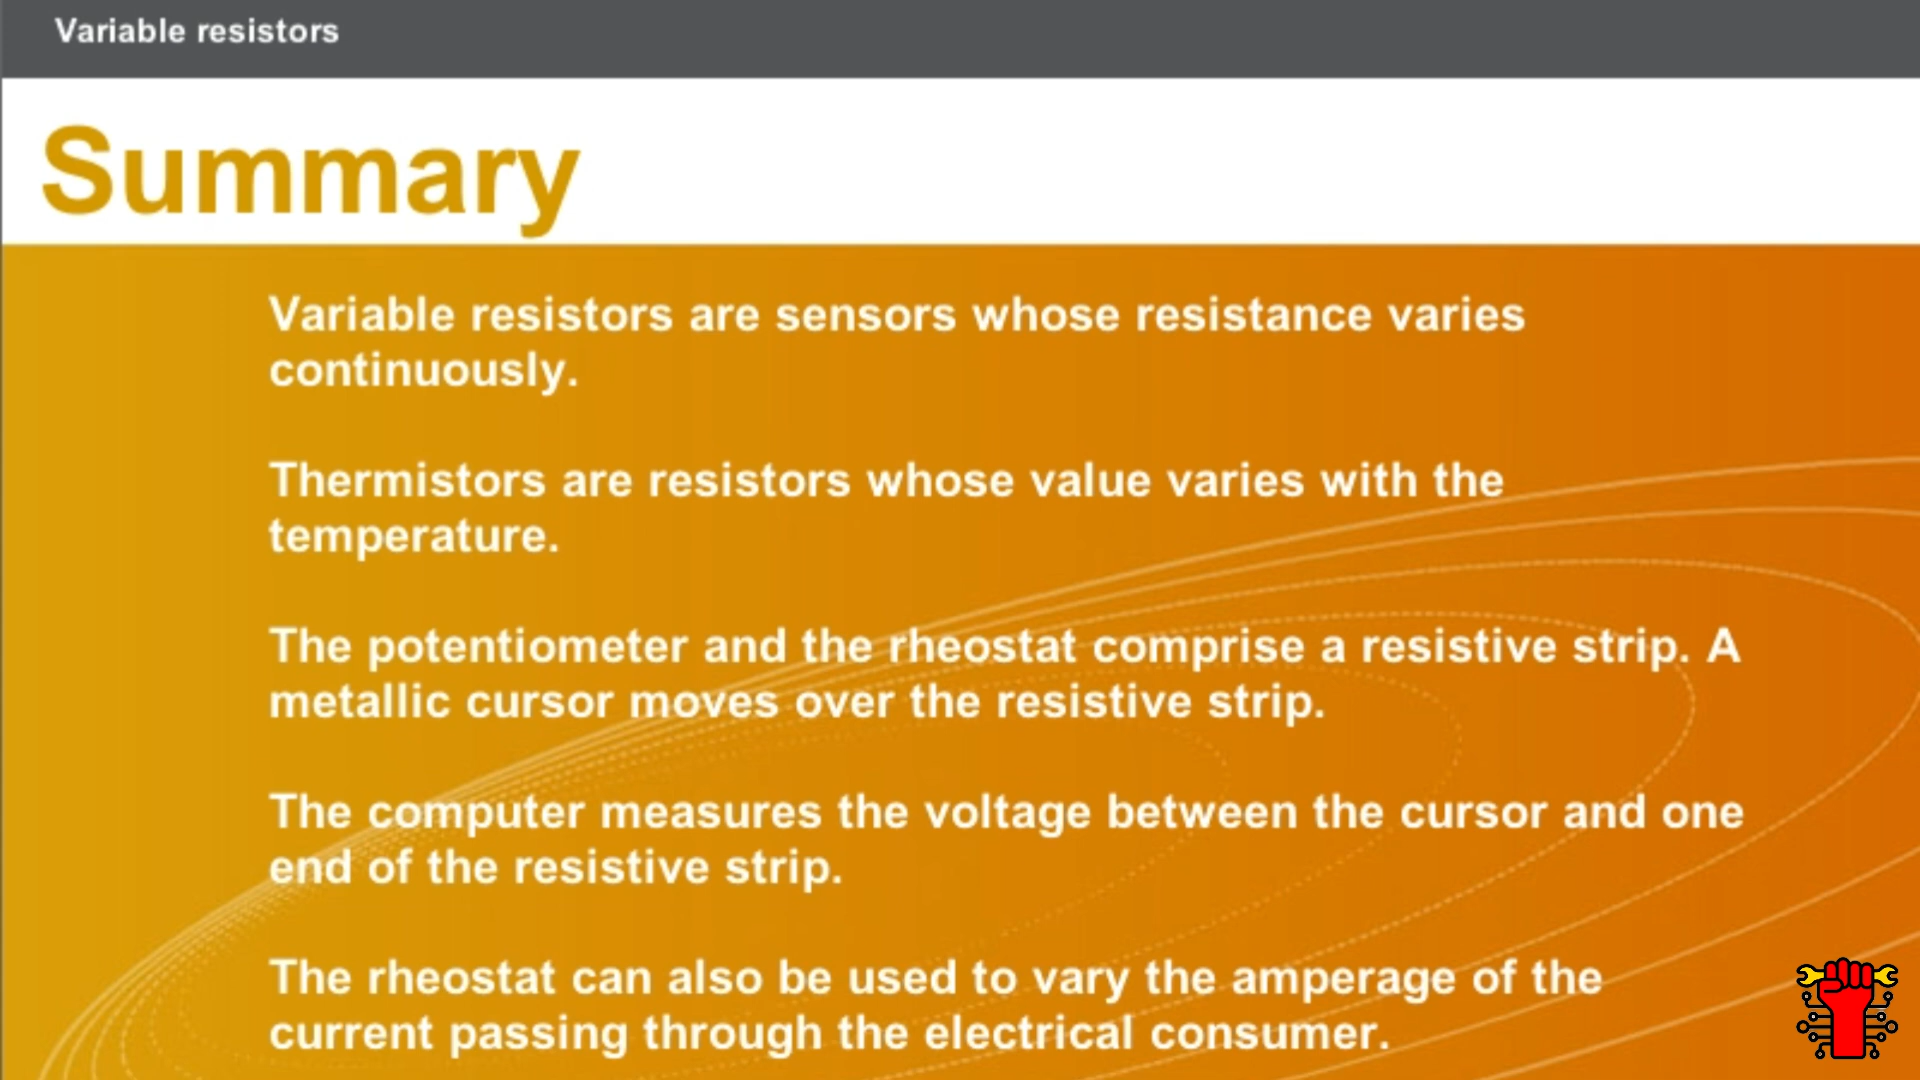 Variable resistors
Summary
Variable resistors are sensors whose resistance varies
continuously.
Thermistors are resistors whose value varies with the
temperature.
The potentiometer and the rheostat comprise a resistive strip. A
metallic cursor moves over the resistive strip.
The computer measures the voltage between the cursor and one
end of the resistive strip.
The rheostat can also be used to vary the amperage of the
current passing through the electrical consumer.